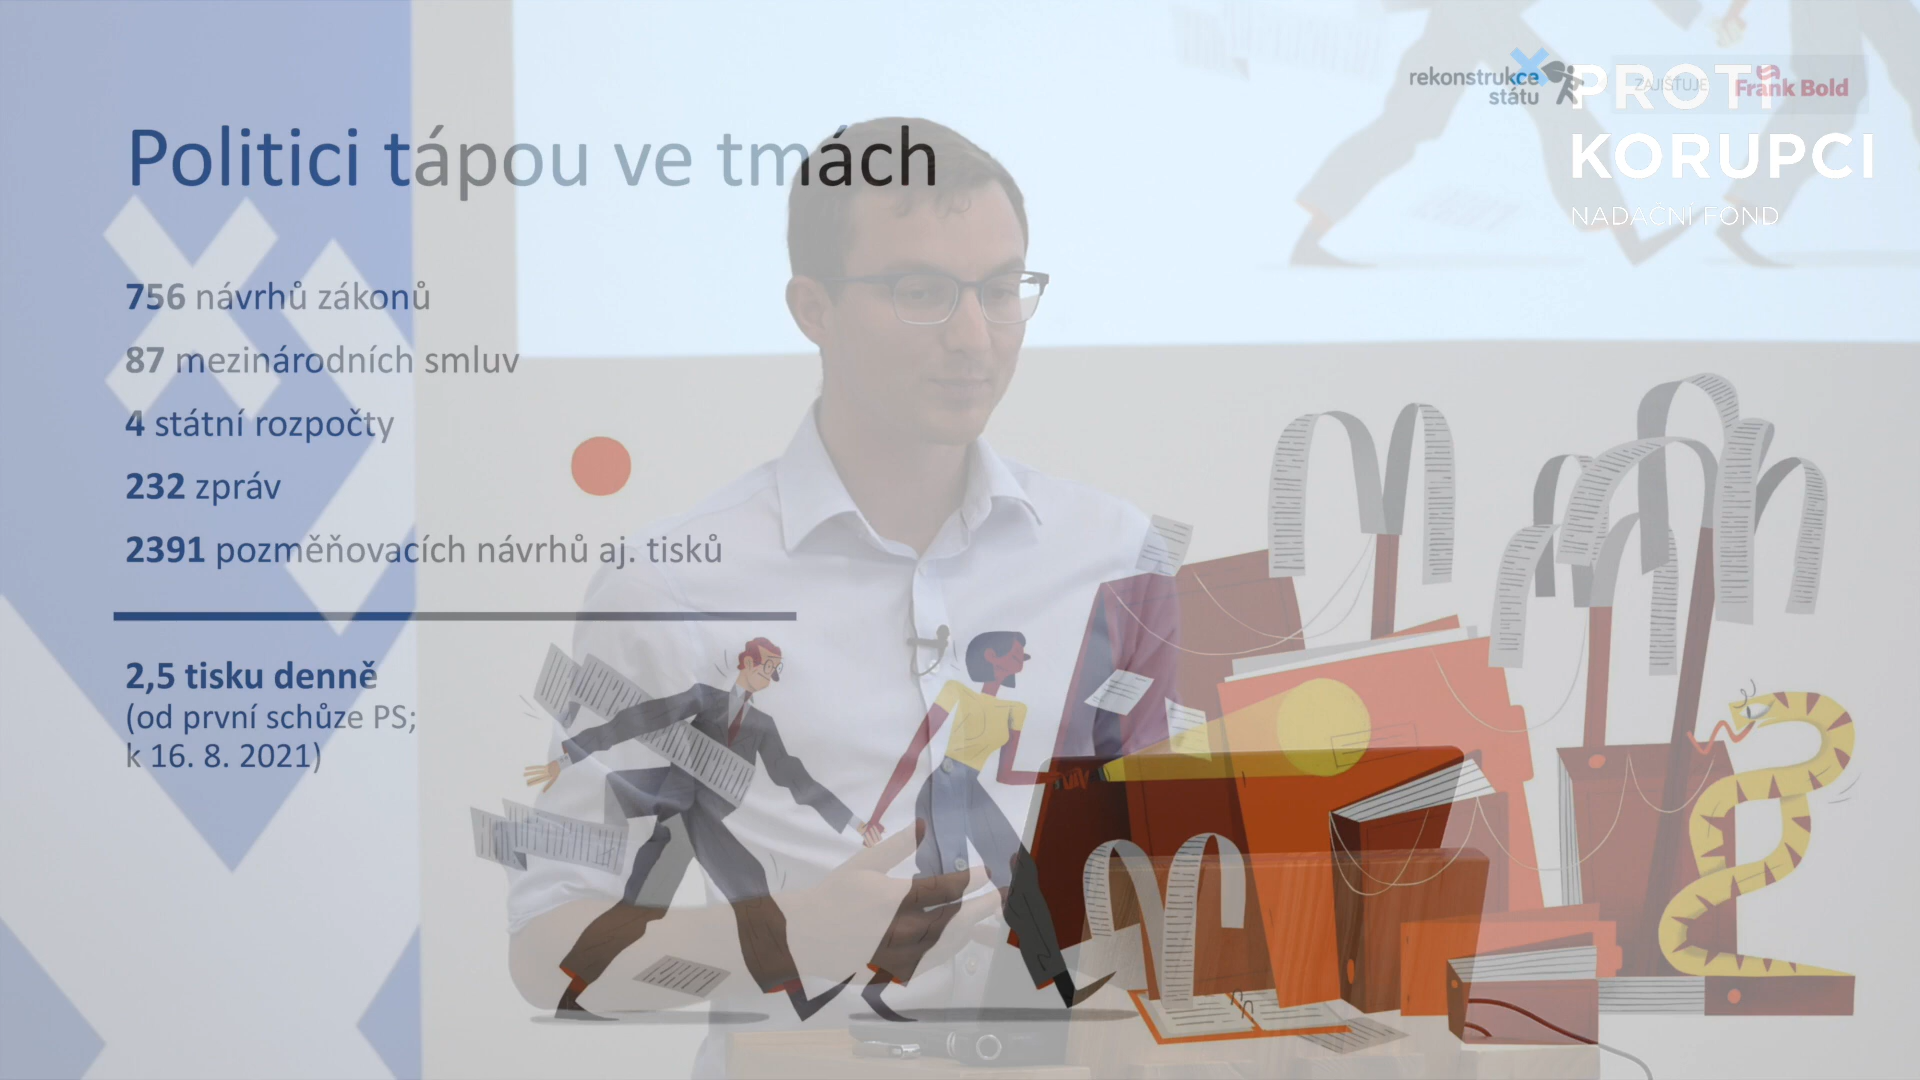 rekonstrukce
státu
ZAJIŠŤUJE
Frank Bold
PROTI
KORUPCI
NADAČNÍ FOND
Politici tápou ve tmách
756 návrhů zákonů
87 mezinárodních smluv
4 státní rozpočty
232 zpráv
2391 pozměňovacích návrhů aj. tisků
2,5 tisku denně
(od první schůze PS;
k 16. 8. 2021)